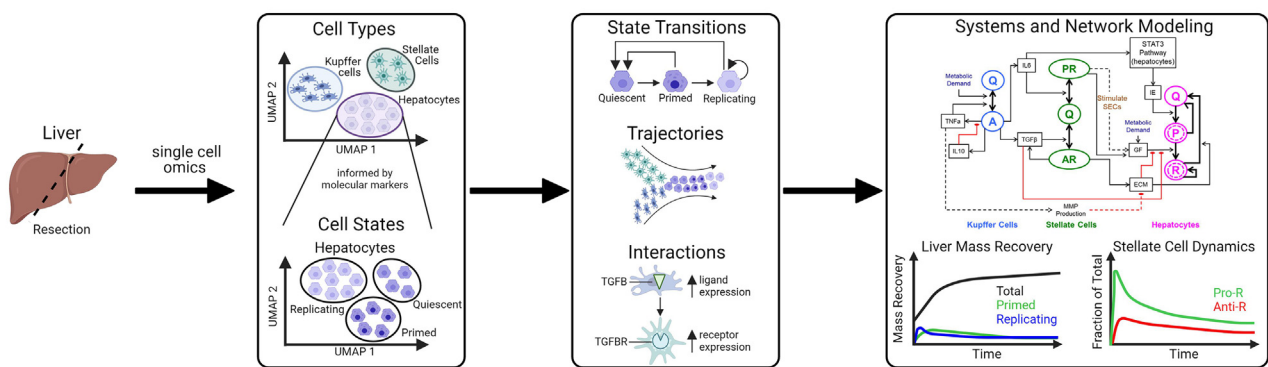 Liver
Resection
single cell
omics
Cell Types
UMAP 2
Kupffer
cells
Stellate
Cells
Hepatocytes
UMAP 1
informed by
molecular markers
Cell States
Hepatocytes
UMAP 2
Replicating
Quiescent
Primed
UMAP 1
State Transitions
Quiescent
Primed
Replicating
Trajectories
Interactions
TGFB
ligand
expression
TGFBR
receptor
expression
Systems and Network Modeling
STAT3
Pathway
(hepatocytes)
IL6
PR
Metabolic
Demand
Q
Stimulate
SECs
IE
Q
TNFa
A
Q
Metabolic
Demand
P
IL10
TGFβ
GF
AR
R
ECM
MMP
Production
Kupffer Cells
Stellate Cells
Hepatocytes
Liver Mass Recovery
Mass Recovery
Total
Primed
Replicating
Time
Stellate Cell Dynamics
Fraction of Total
Pro-R
Anti-R
Time